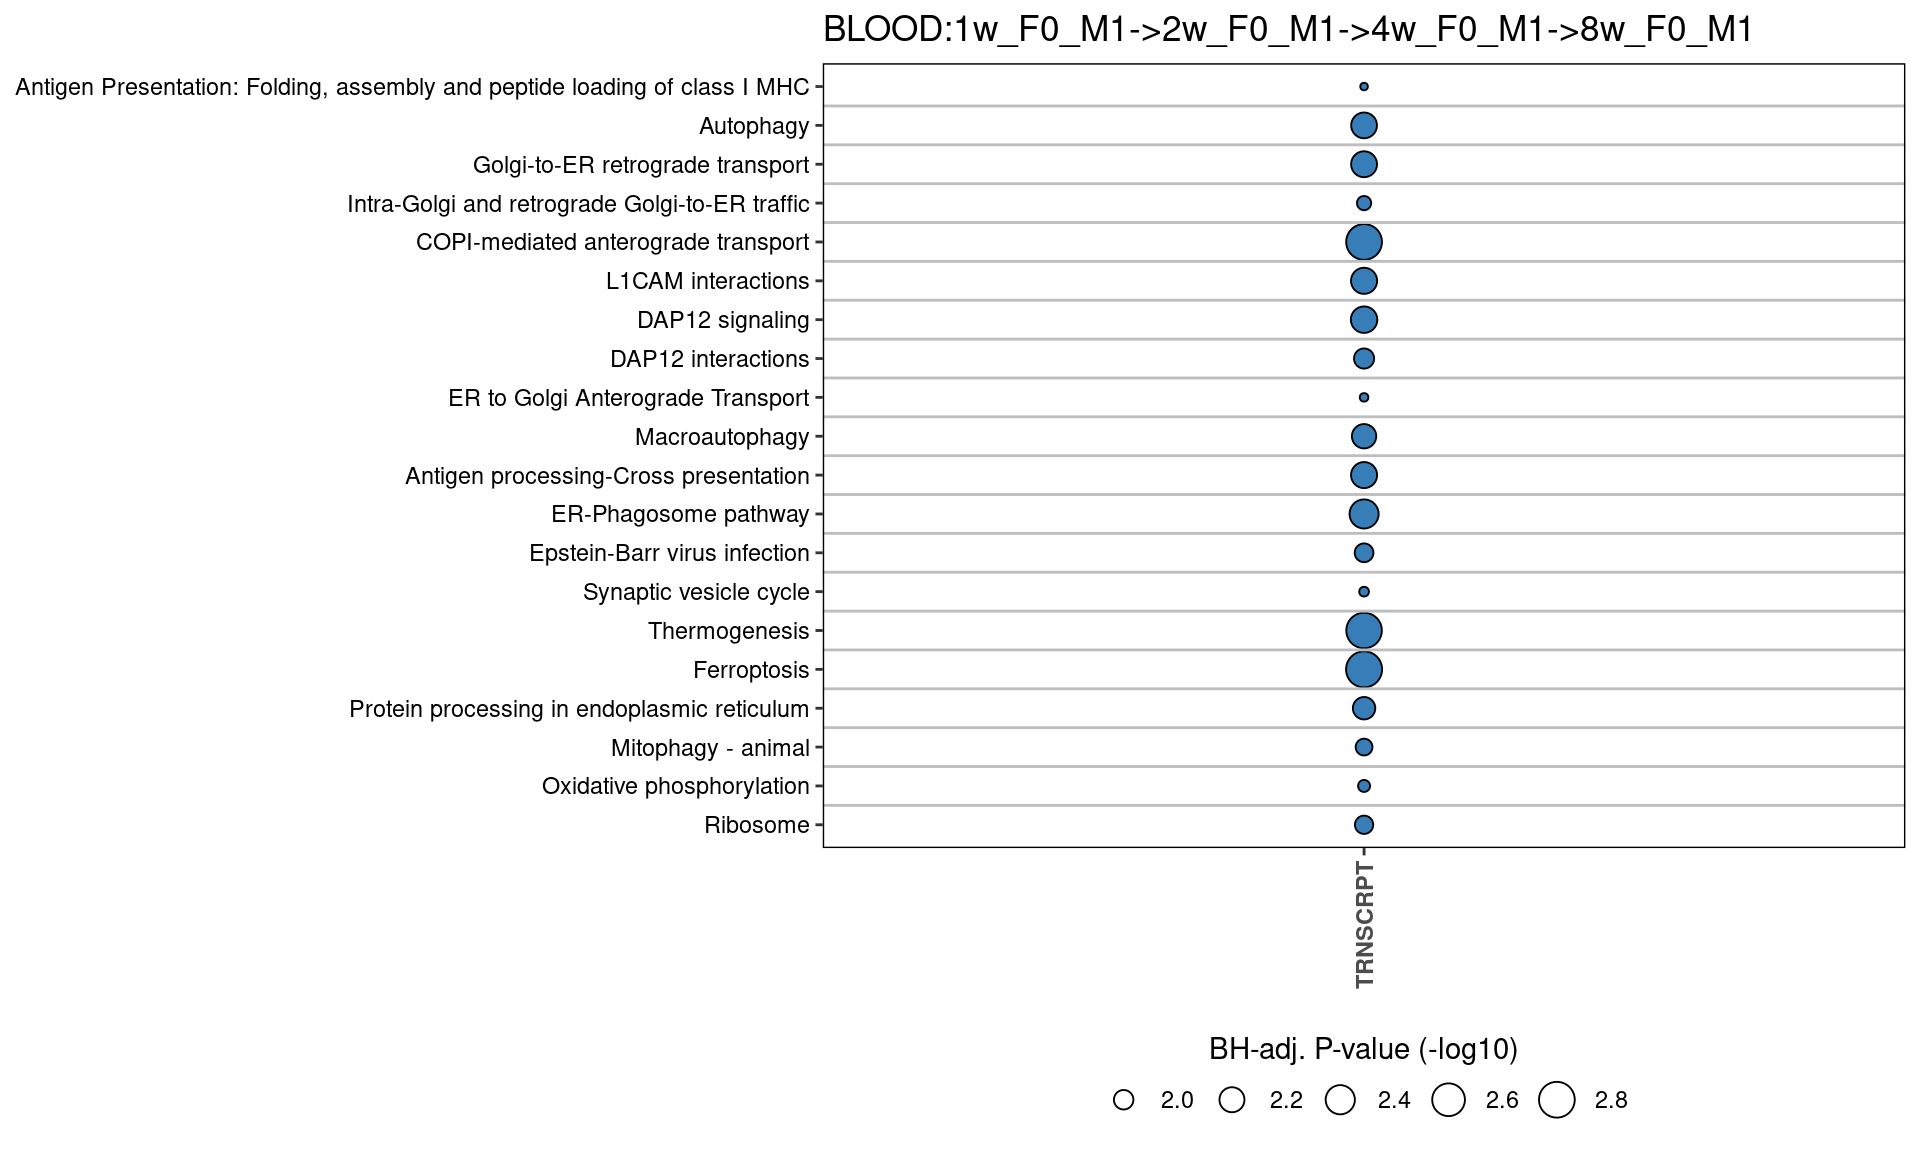 BLOOD:1w_F0_M1->2w_F0_M1->4w_F0_M1->8w_F0_M1
Antigen Presentation: Folding, assembly and peptide loading of class I MHC
Autophagy
Golgi-to-ER retrograde transport
Intra-Golgi and retrograde Golgi-to-ER traffic
COPI-mediated anterograde transport
L1CAM interactions
DAP12 signaling
DAP12 interactions
ER to Golgi Anterograde Transport
Macroautophagy
Antigen processing-Cross presentation
ER-Phagosome pathway
Epstein-Barr virus infection
Synaptic vesicle cycle
Thermogenesis
Ferroptosis
Protein processing in endoplasmic reticulum
Mitophagy - animal
Oxidative phosphorylation
Ribosome
TRNSCRPT
BH-adj. P-value (-log10)
2.0 2.2 2.4 2.6 2.8